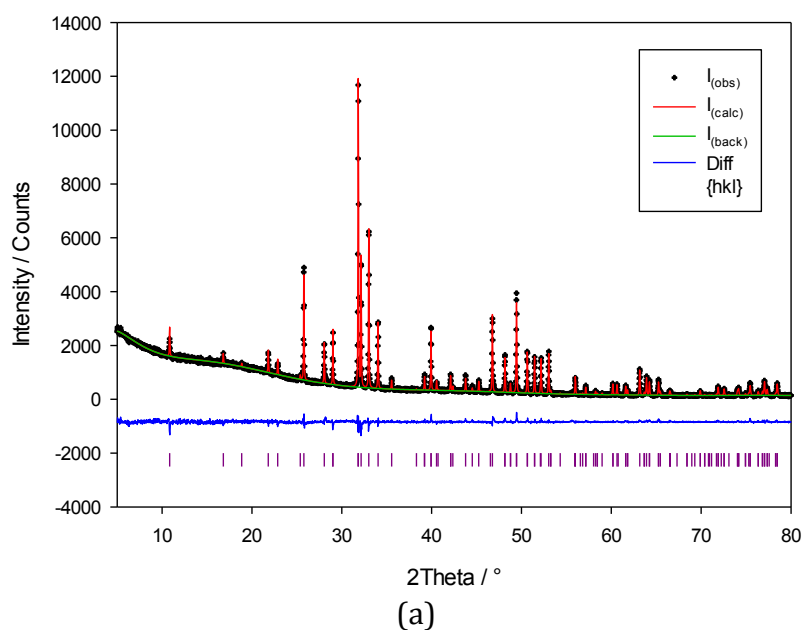 14000
12000
10000
8000
6000
4000
2000
0
-2000
-4000
Intensity / Counts
I(obs)
I(calc)
I(back)
Diff
{hkl}
10 20 30 40 50 60 70 80
2Theta / °
(a)